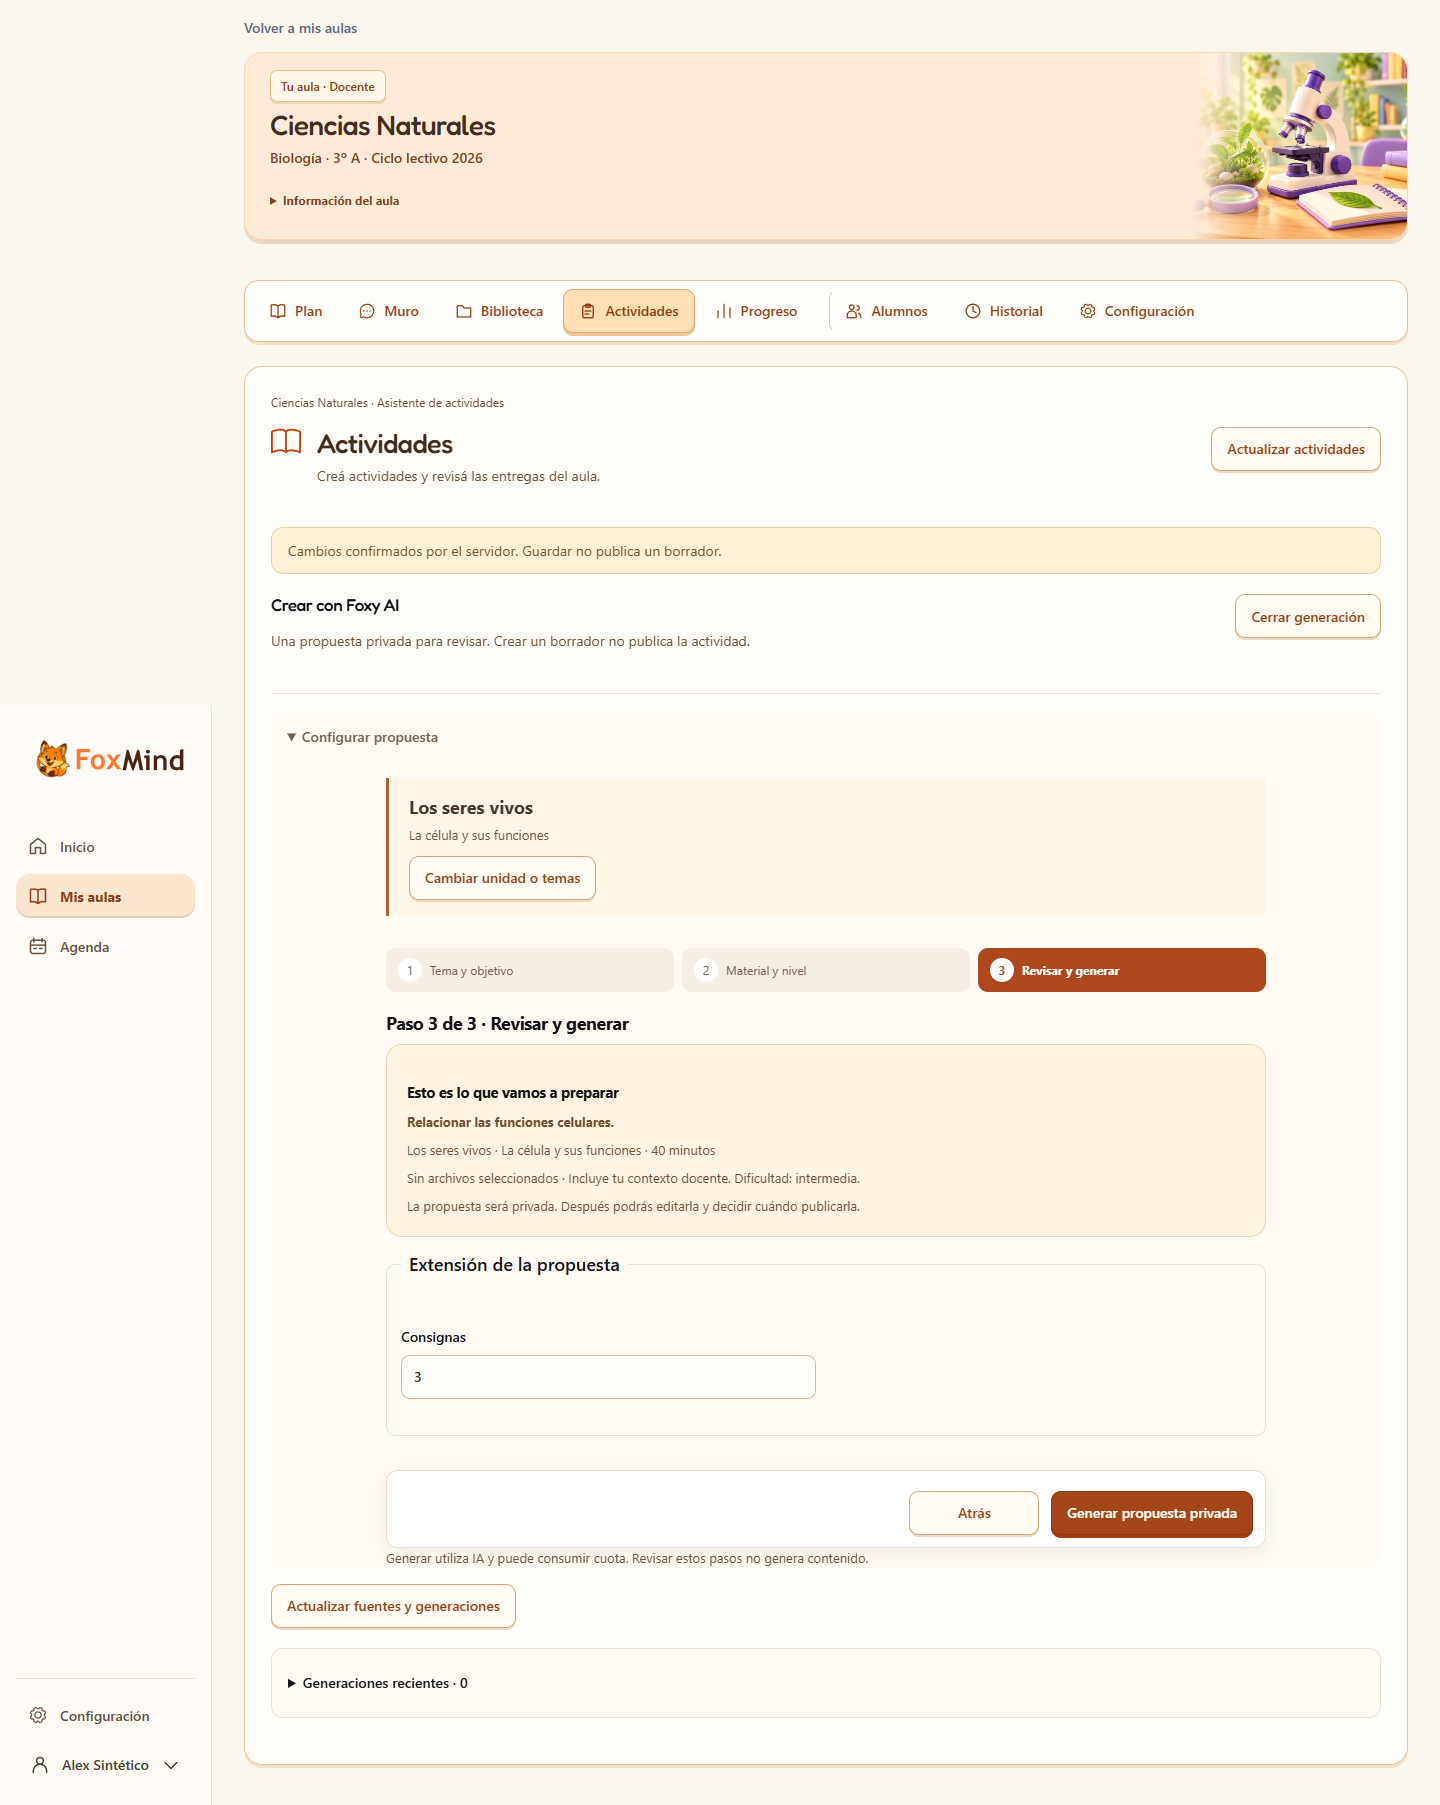 Volver a mis aulas
Tu aula · Docente
Ciencias Naturales
Biología · 3º A · Ciclo lectivo 2026
▶ Información del aula
Plan
Muro
Biblioteca
Actividades
Progreso
Alumnos
Historial
Configuración
Ciencias Naturales · Asistente de actividades
Actividades
Creá actividades y revisá las entregas del aula.
Actualizar actividades
Cambios confirmados por el servidor. Guardar no publica un borrador.
Crear con Foxy AI
Una propuesta privada para revisar. Crear un borrador no publica la actividad.
Cerrar generación
▼ Configurar propuesta
Los seres vivos
La célula y sus funciones
Cambiar unidad o temas
1 Tema y objetivo
2 Material y nivel
3 Revisar y generar
Paso 3 de 3 · Revisar y generar
Esto es lo que vamos a preparar
Relacionar las funciones celulares.
Los seres vivos · La célula y sus funciones · 40 minutos
Sin archivos seleccionados · Incluye tu contexto docente. Dificultad: intermedia.
La propuesta será privada. Después podrás editarla y decidir cuándo publicarla.
Extensión de la propuesta
Consignas
3
Atrás
Generar propuesta privada
Generar utiliza IA y puede consumir cuota. Revisar estos pasos no genera contenido.
Actualizar fuentes y generaciones
▶ Generaciones recientes · 0
FoxMind
Inicio
Mis aulas
Agenda
Configuración
Alex Sintético